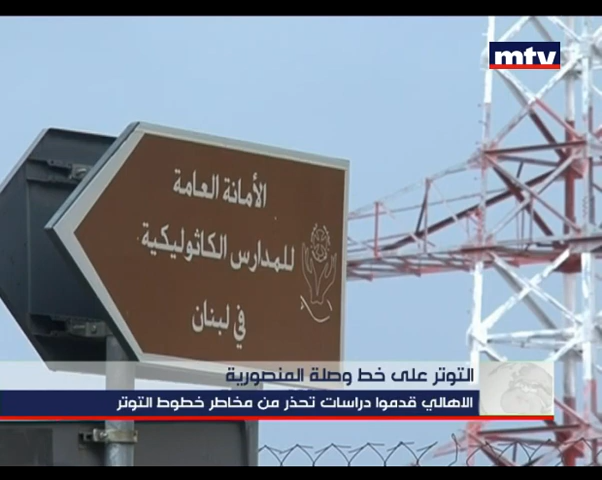 mtv
الأمانة العامة
للمدارس الكاثوليكية
في لبنان
التوتر على خط وصلة المنصورية
الاهالي قدموا دراسات تحذر من مخاطر خطوط التوتر